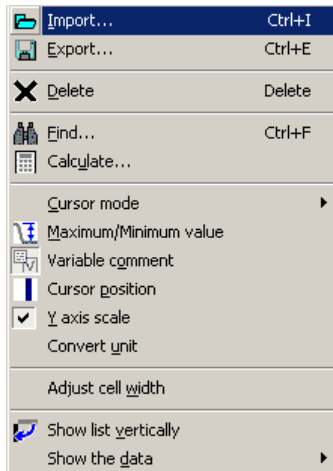 Import... Ctrl+I
Export... Ctrl+E
Delete Delete
Find... Ctrl+F
Calculate...
Cursor mode
Maximum/Minimum value
Variable comment
Cursor position
Y axis scale
Convert unit
Adjust cell width
Show list vertically
Show the data